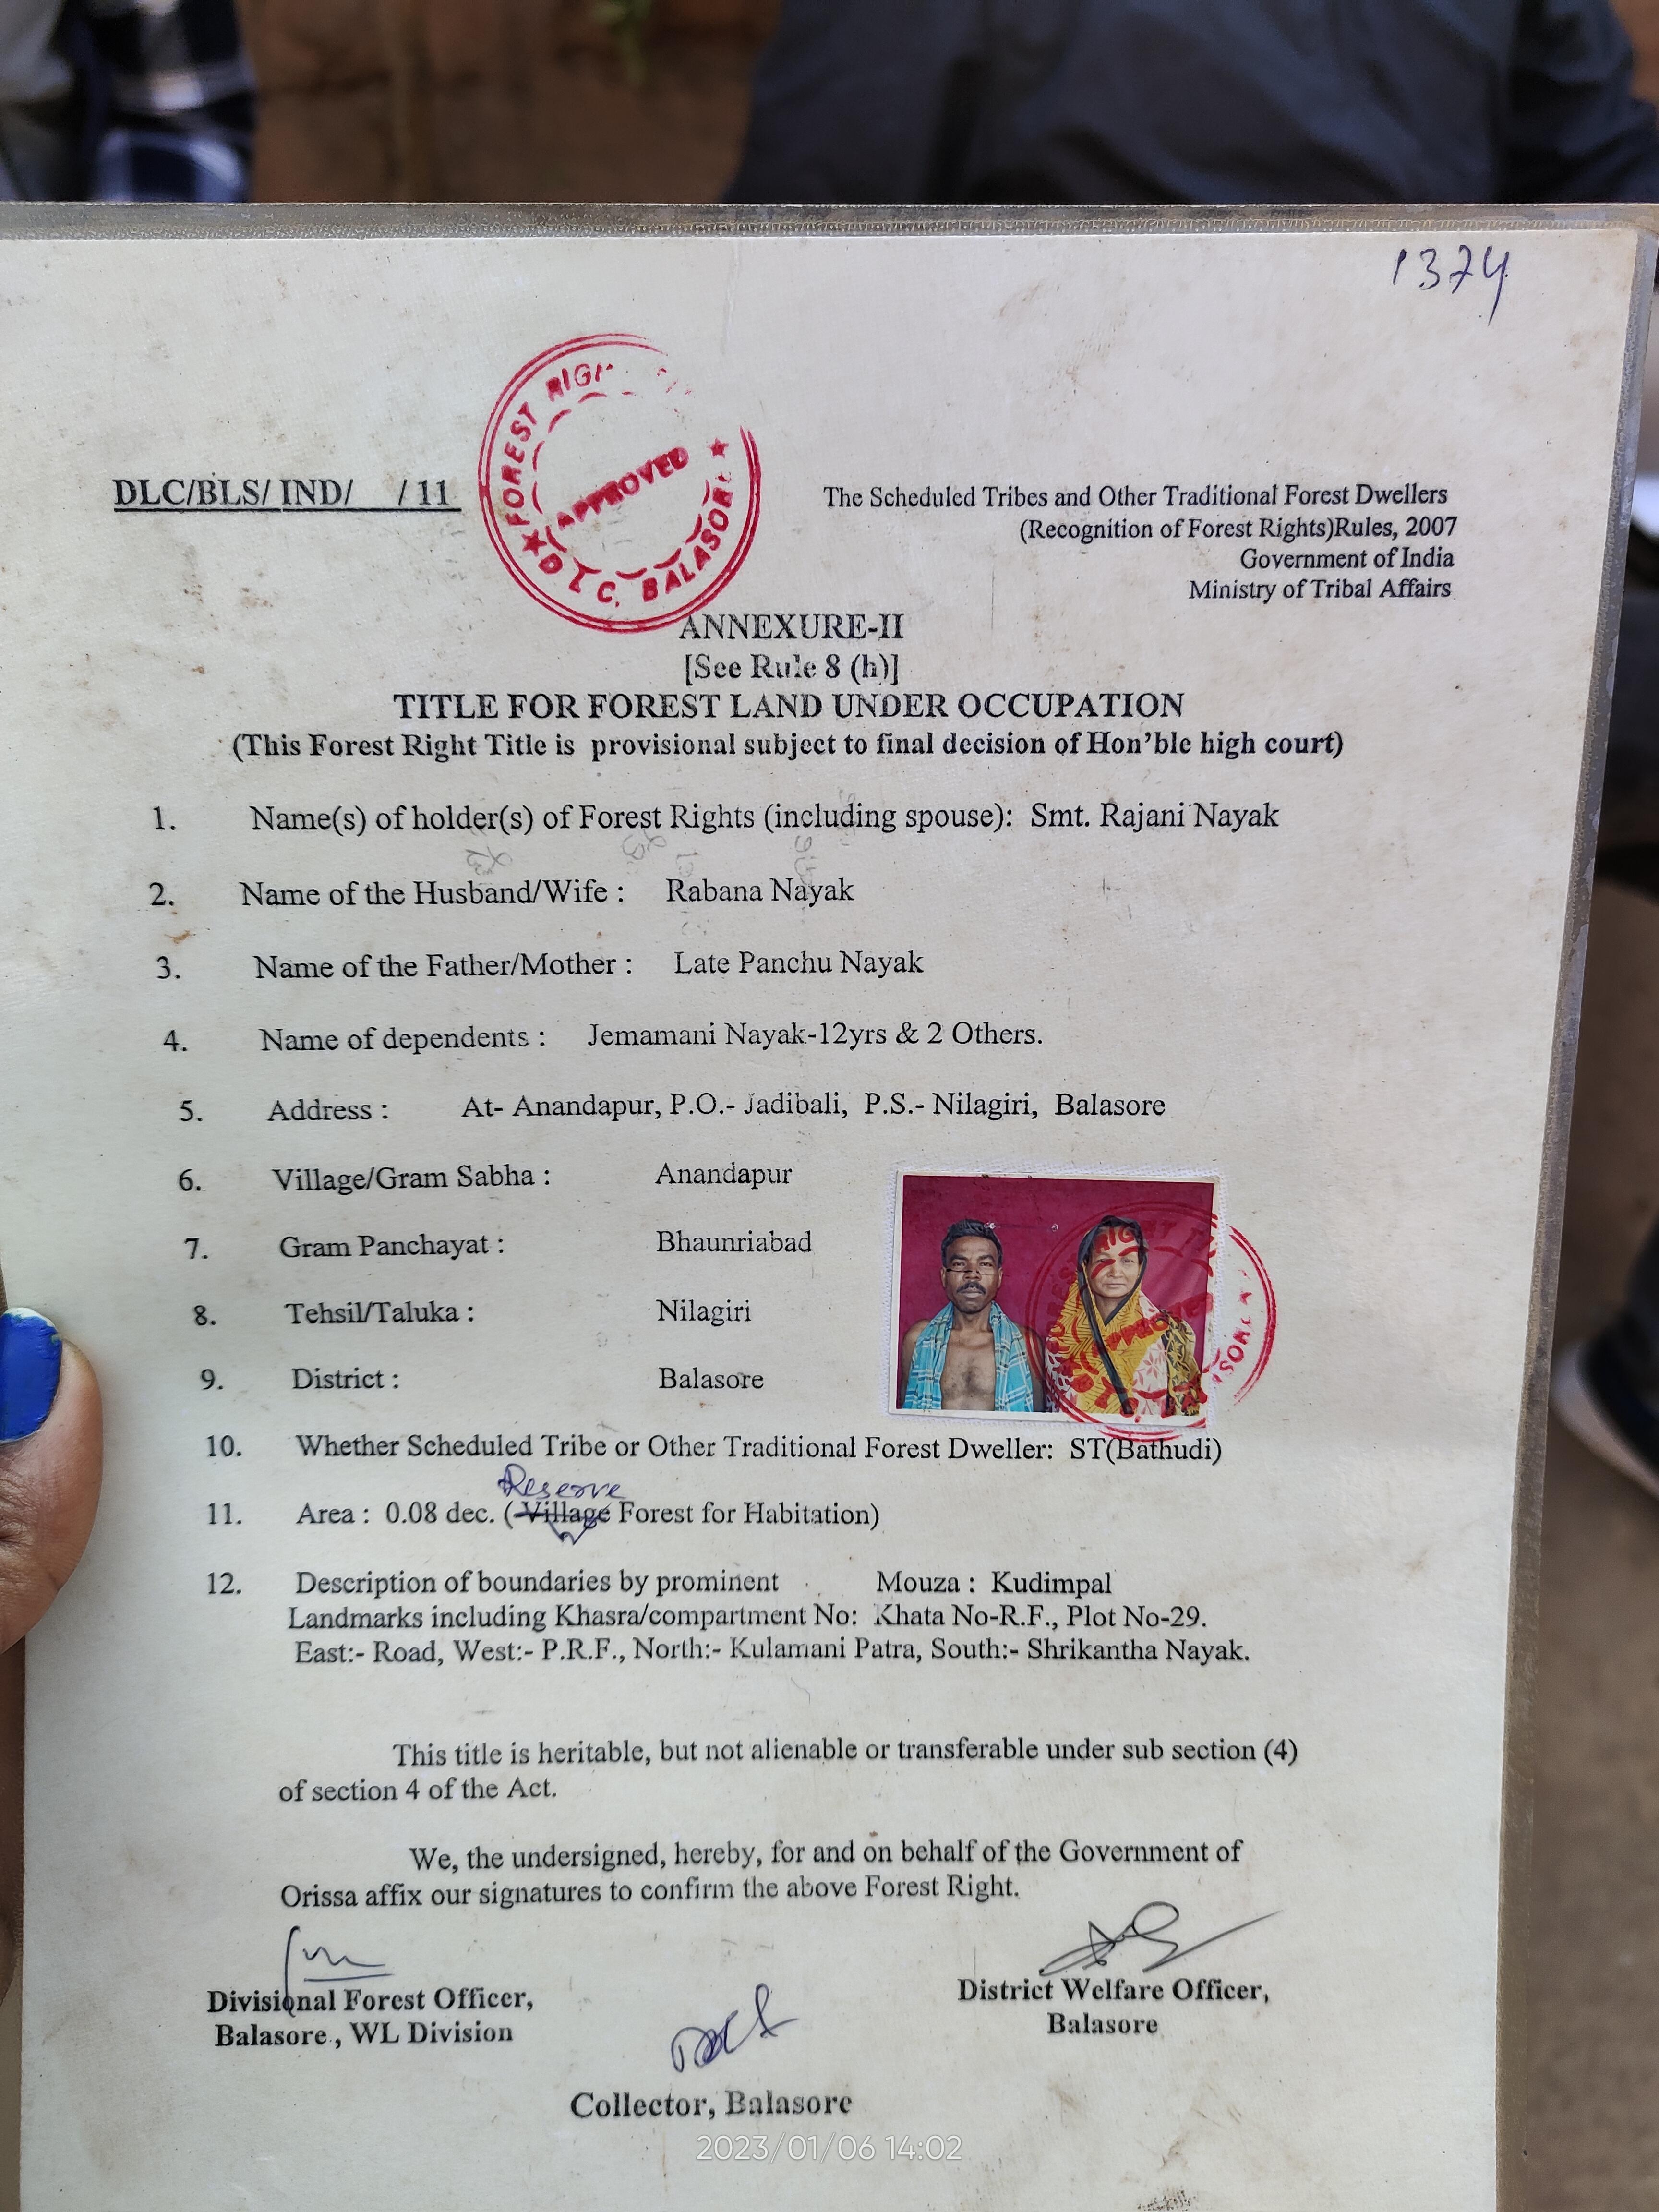 1374
FOREST RIGH
APPROVED
D.L.C. BALASORE
DLC/BLS/ IND/ / 11
The Scheduled Tribes and Other Traditional Forest Dwellers
(Recognition of Forest Rights)Rules, 2007
Government of India
Ministry of Tribal Affairs
ANNEXURE-II
[See Rule 8 (h)]
TITLE FOR FOREST LAND UNDER OCCUPATION
(This Forest Right Title is provisional subject to final decision of Hon'ble high court)
1. Name(s) of holder(s) of Forest Rights (including spouse): Smt. Rajani Nayak
2. Name of the Husband/Wife : Rabana Nayak
3. Name of the Father/Mother : Late Panchu Nayak
4. Name of dependents : Jemamani Nayak-12yrs & 2 Others.
5. Address : At- Anandapur, P.O.- Jadibali, P.S.- Nilagiri, Balasore
6. Village/Gram Sabha : Anandapur
7. Gram Panchayat : Bhaunriabad
8. Tehsil/Taluka : Nilagiri
9. District : Balasore
APPROVED
10. Whether Scheduled Tribe or Other Traditional Forest Dweller: ST(Bathudi)
Reserve
11. Area : 0.08 dec. (Village Forest for Habitation)
12. Description of boundaries by prominent Mouza : Kudimpal
Landmarks including Khasra/compartment No: Khata No-R.F., Plot No-29.
East:- Road, West:- P.R.F., North:- Kulamani Patra, South:- Shrikantha Nayak.
This title is heritable, but not alienable or transferable under sub section (4)
of section 4 of the Act.
We, the undersigned, hereby, for and on behalf of the Government of
Orissa affix our signatures to confirm the above Forest Right.
Divisional Forest Officer,
Balasore , WL Division
District Welfare Officer,
Balasore
Collector, Balasore
2023/01/06 14:02